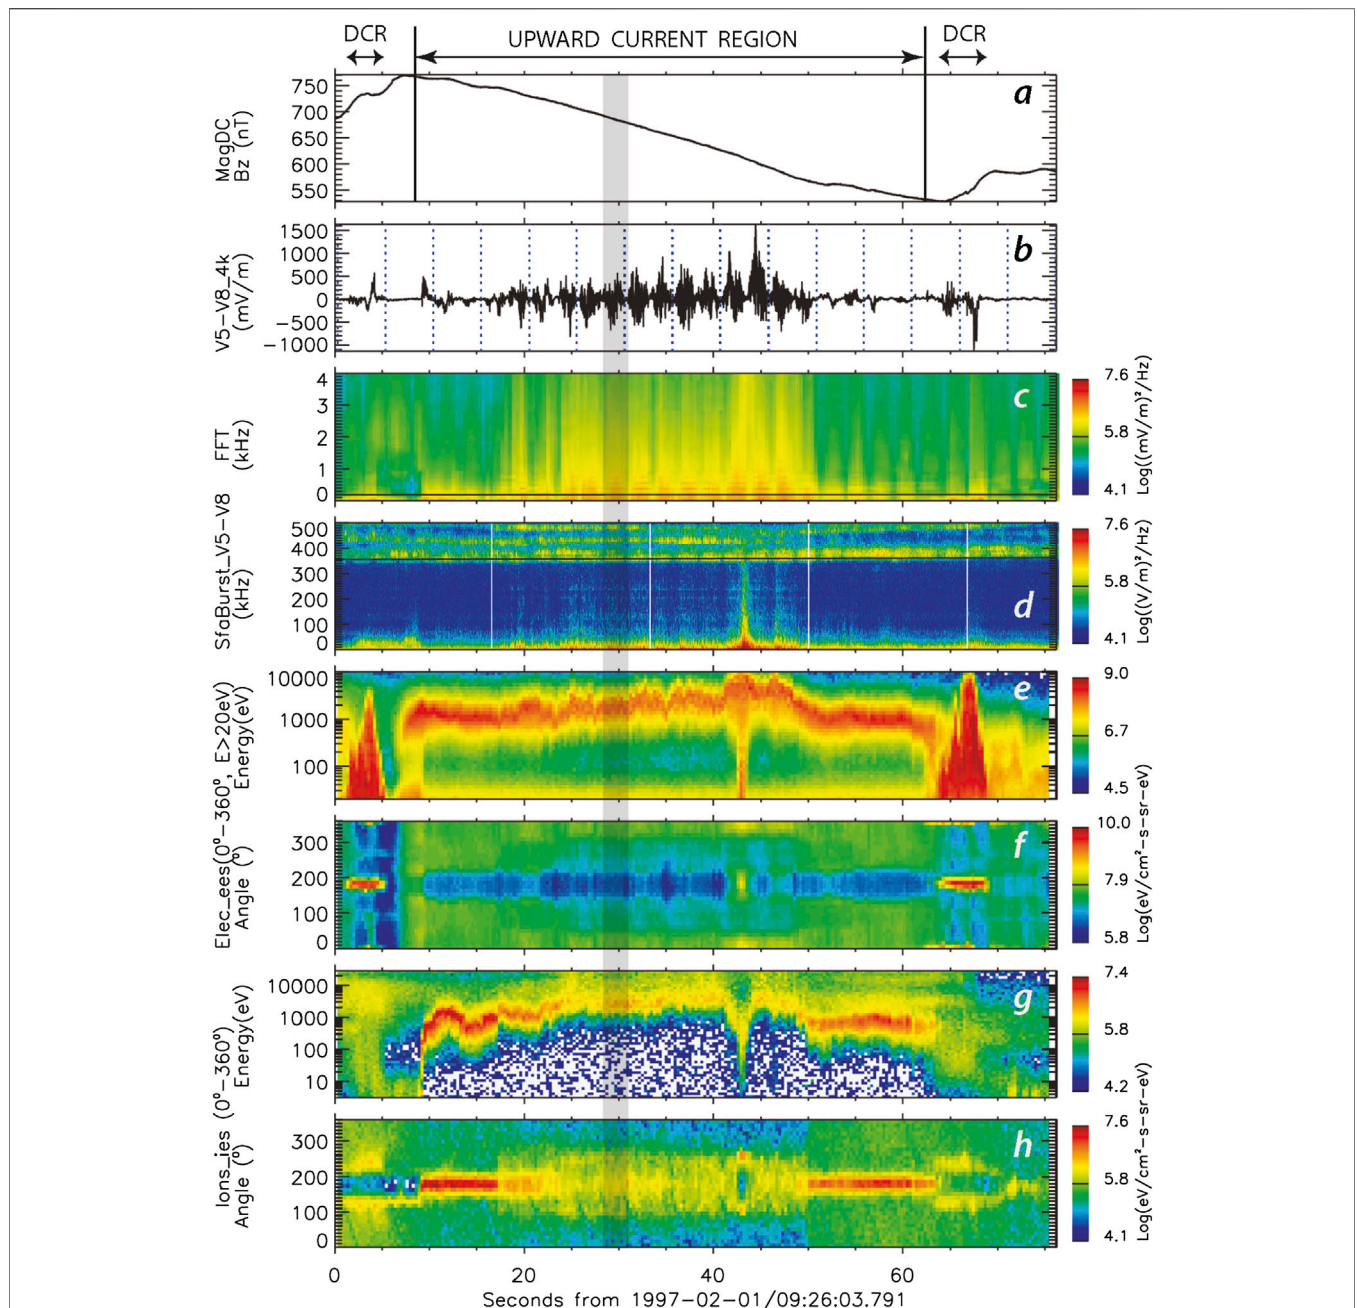 DCR
UPWARD CURRENT REGION
DCR
MagDC
Bz (nT)
750
700
650
600
550
a
V5-V8_4k
(mV/m)
1500
1000
500
0
-500
-1000
b
FFT
(kHz)
4
3
2
1
0
c
7.6
5.8
4.1
Log((mV/m)²/Hz)
SfaBurst_V5-V8
(kHz)
500
400
300
200
100
0
d
7.6
5.8
4.1
Log((V/m)²/Hz)
Elec_ees(0°-360°, E>20eV)
Energy(eV)
10000
1000
100
e
9.0
6.7
4.5
Angle (°)
300
200
100
0
f
10.0
7.9
5.8
Log(eV/cm²-s-sr-eV)
Ions_ies (0°-360°)
Energy(eV)
10000
1000
100
10
g
7.4
5.8
4.2
Angle (°)
300
200
100
0
h
7.6
5.8
4.1
Log(eV/cm²-s-sr-eV)
0 20 40 60
Seconds from 1997-02-01/09:26:03.791